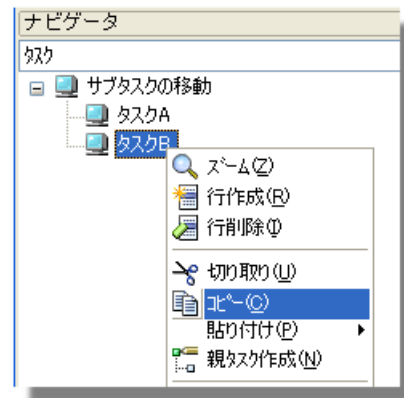 ナビゲータ
ﾀｽｸ
サブタスクの移動
タスクA
タスクB
ｽﾞｰﾑ(Z)
行作成(R)
行削除(I)
切り取り(U)
ｺﾋﾟｰ(C)
貼り付け(P)
親ﾀｽｸ作成(N)